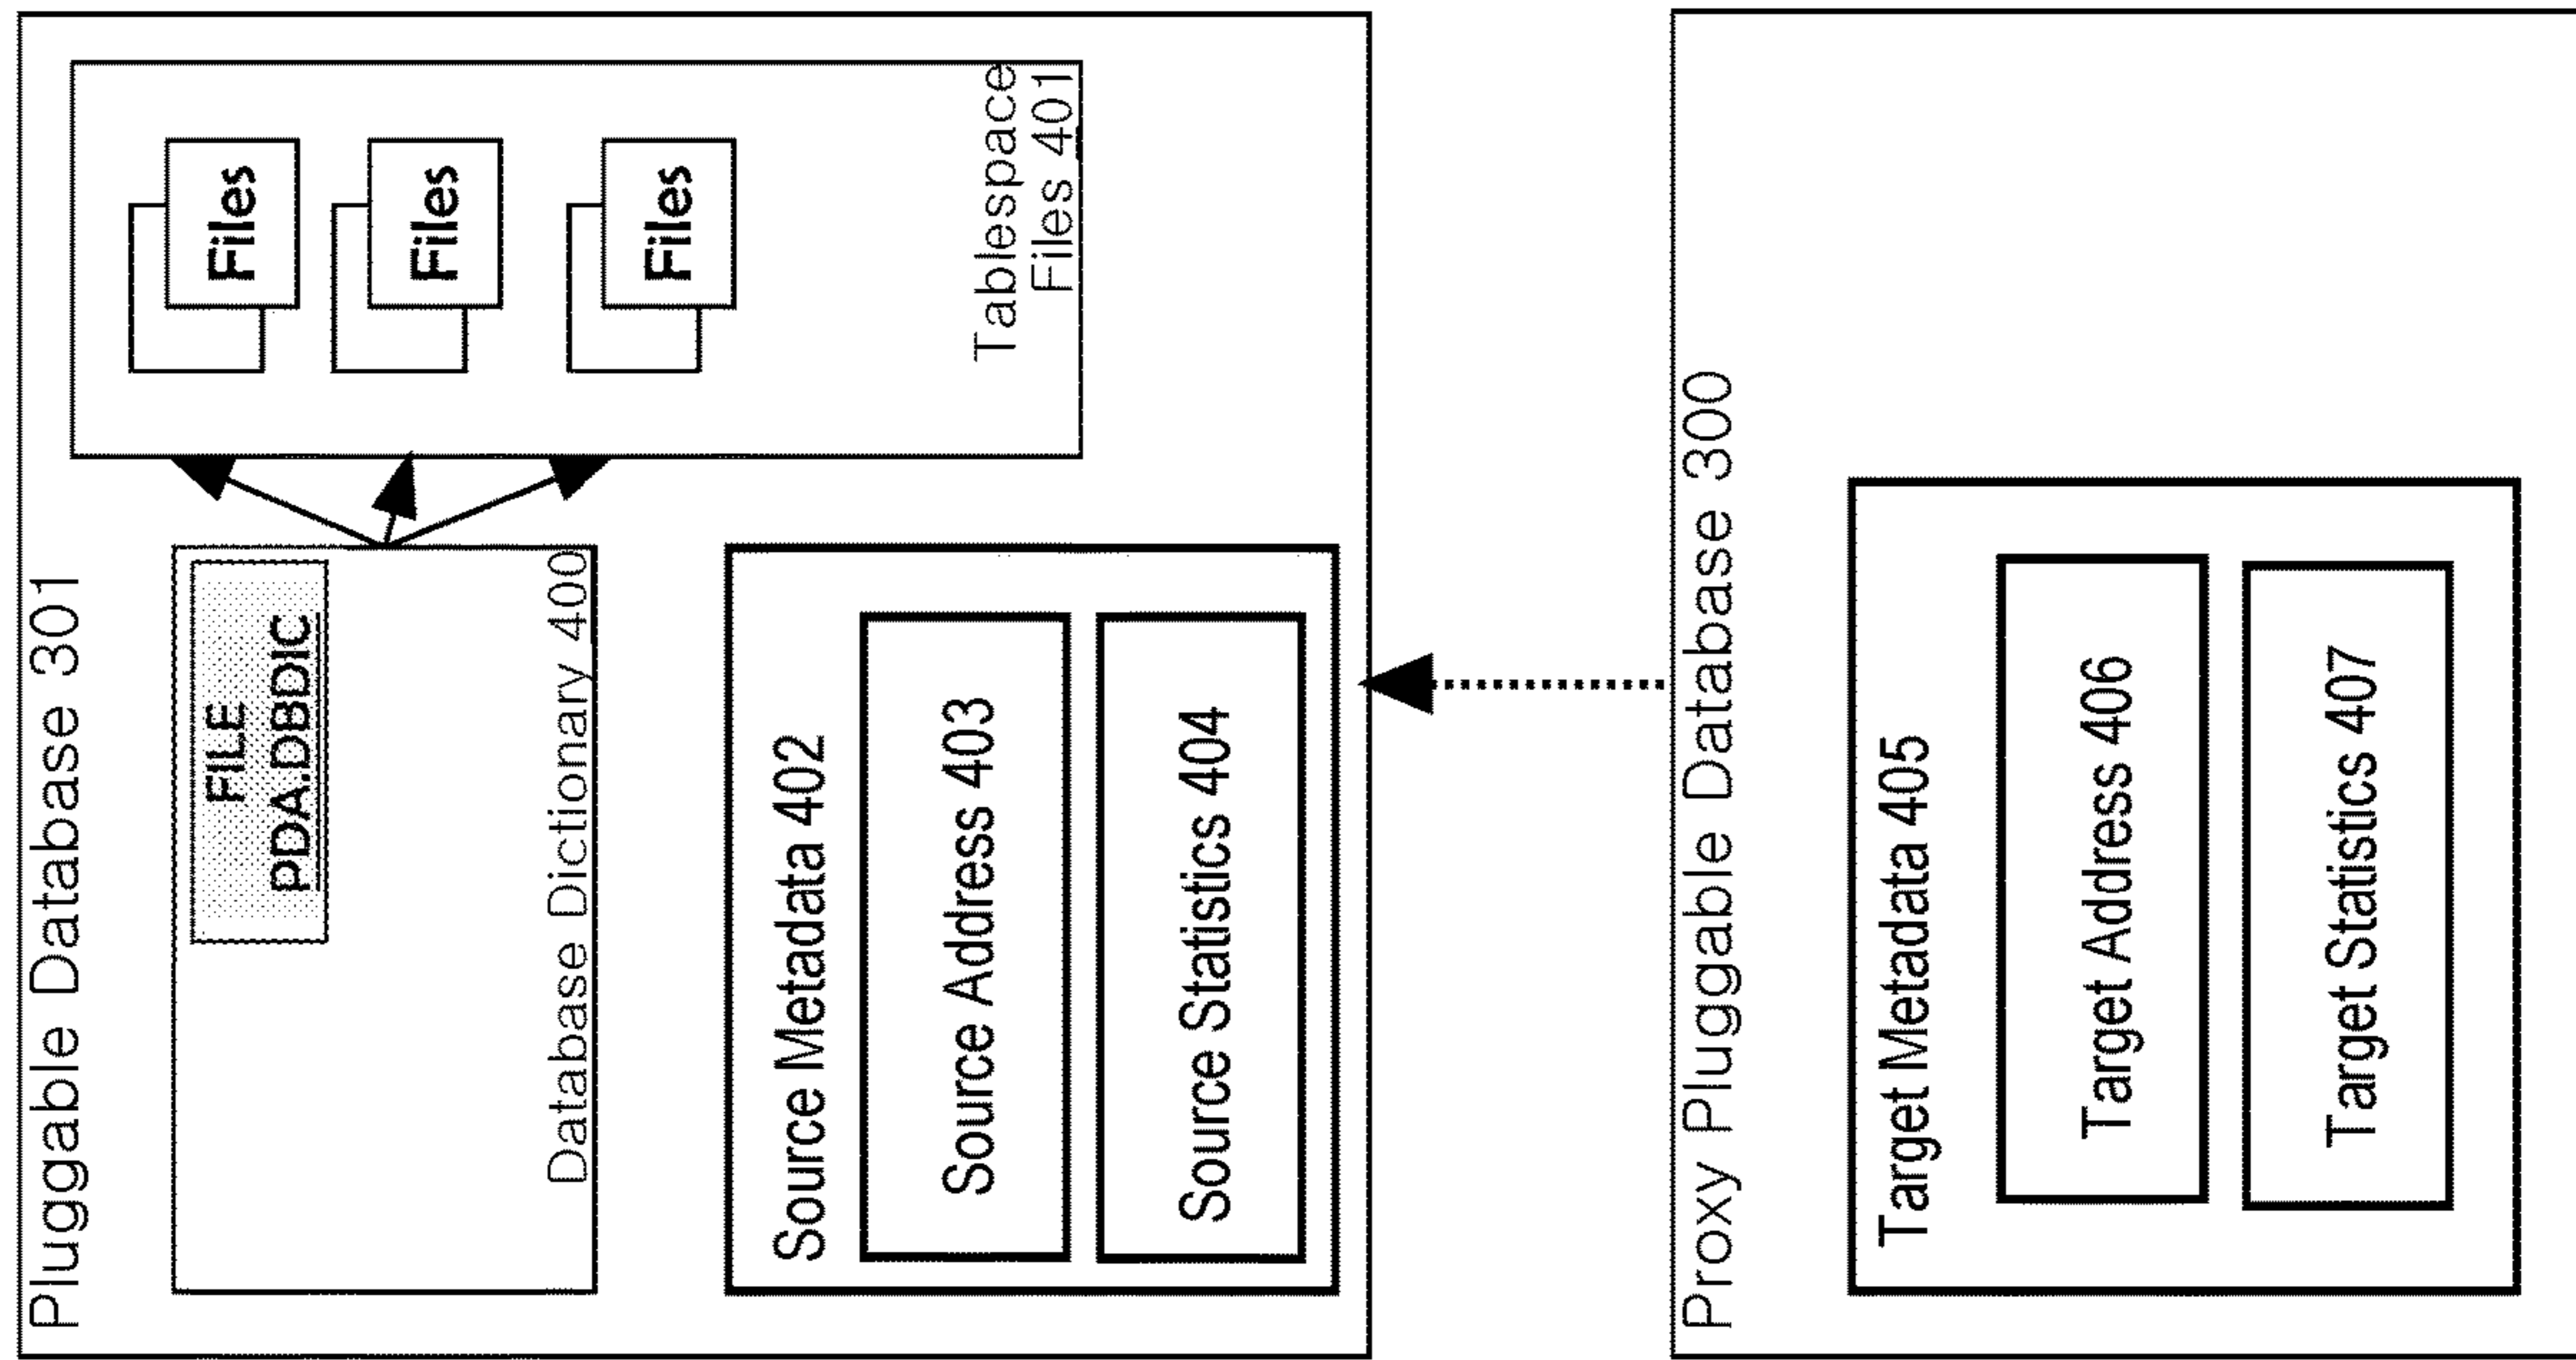 Pluggable Database 301
FILE
PDA.DBDIC
Database Dictionary 400
Files
Files
Files
Tablespace
Files 401
Source Metadata 402
Source Address 403
Source Statistics 404
Proxy Pluggable Database 300
Target Metadata 405
Target Address 406
Target Statistics 407